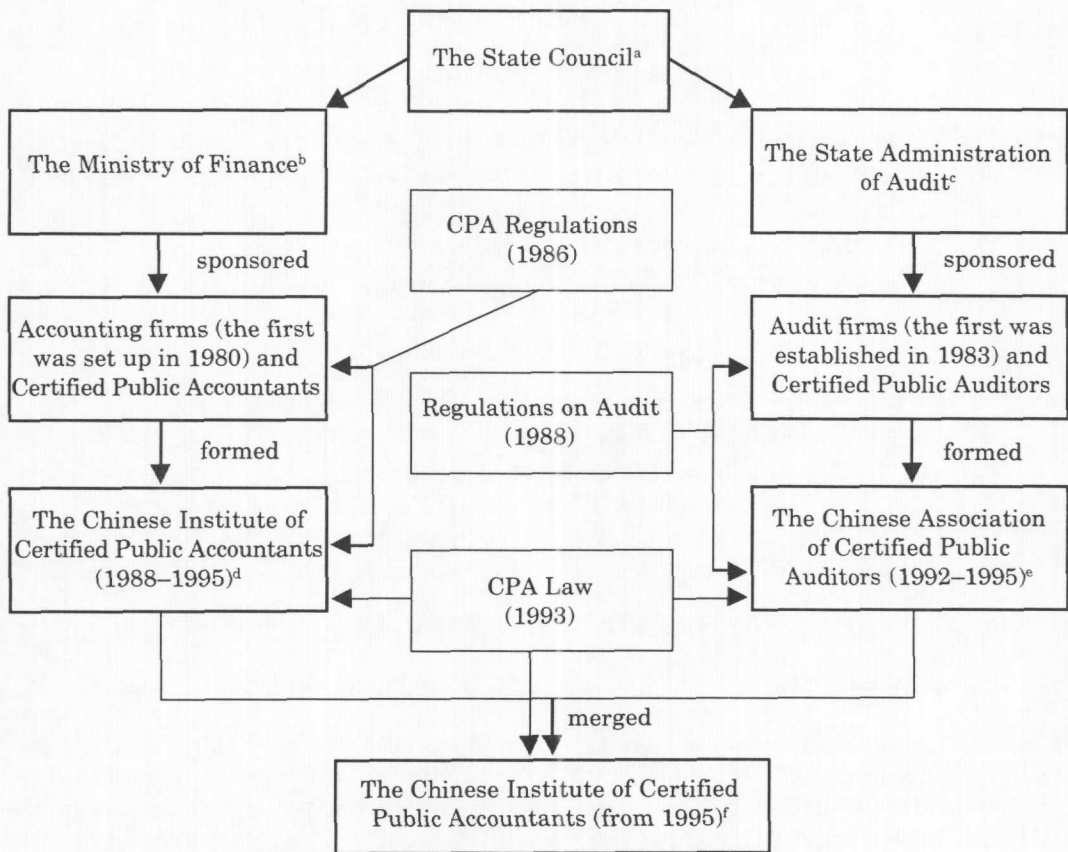 The State Councilᵃ
The Ministry of Financeᵇ
The State Administration
of Auditᶜ
CPA Regulations
(1986)
sponsored
sponsored
Accounting firms (the first
was set up in 1980) and
Certified Public Accountants
Audit firms (the first was
established in 1983) and
Certified Public Auditors
Regulations on Audit
(1988)
formed
formed
The Chinese Institute of
Certified Public Accountants
(1988–1995)ᵈ
The Chinese Association
of Certified Public
Auditors (1992–1995)ᵉ
CPA Law
(1993)
merged
The Chinese Institute of Certified
Public Accountants (from 1995)ᶠ